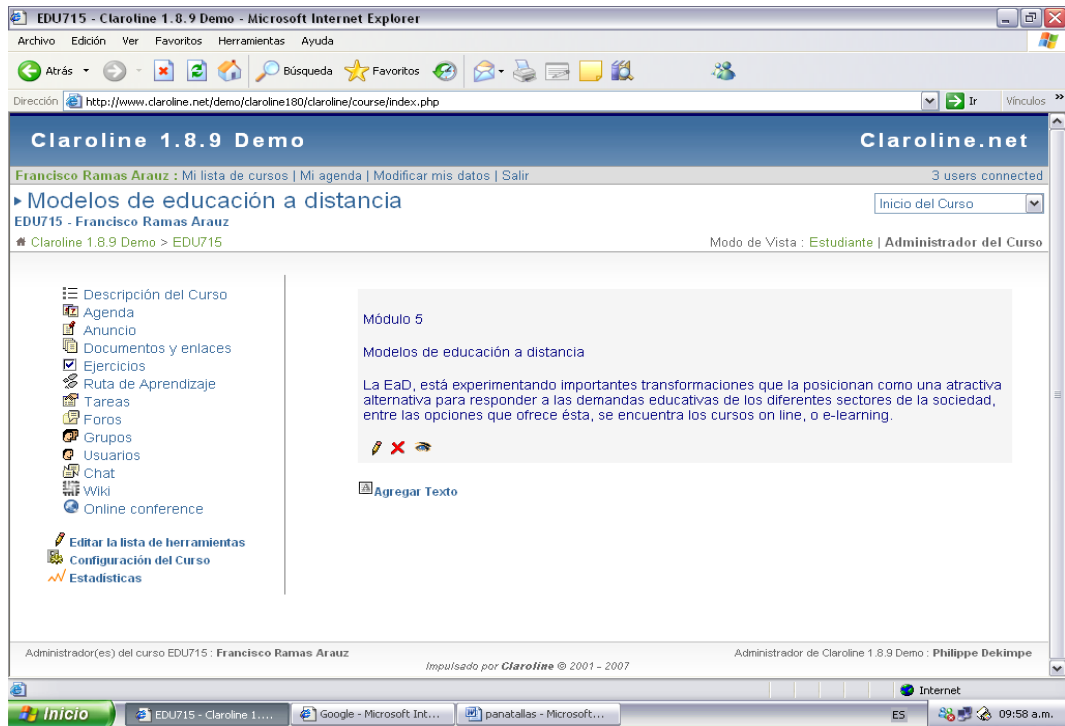 EDU715 - Claroline 1.8.9 Demo - Microsoft Internet Explorer
Archivo Edición Ver Favoritos Herramientas Ayuda
Atrás Búsqueda Favoritos
Dirección http://www.claroline.net/demo/claroline180/claroline/course/index.php Ir Vínculos »
Claroline 1.8.9 Demo Claroline.net
Francisco Ramas Arauz : Mi lista de cursos | Mi agenda | Modificar mis datos | Salir 3 users connected
Modelos de educación a distancia Inicio del Curso
EDU715 - Francisco Ramas Arauz
Claroline 1.8.9 Demo > EDU715 Modo de Vista : Estudiante | Administrador del Curso
Descripción del Curso
Agenda
Anuncio
Documentos y enlaces
Ejercicios
Ruta de Aprendizaje
Tareas
Foros
Grupos
Usuarios
Chat
Wiki
Online conference
Editar la lista de herramientas
Configuración del Curso
Estadísticas
Módulo 5
Modelos de educación a distancia
La EaD, está experimentando importantes transformaciones que la posicionan como una atractiva
alternativa para responder a las demandas educativas de los diferentes sectores de la sociedad,
entre las opciones que ofrece ésta, se encuentra los cursos on line, o e-learning.
Agregar Texto
Administrador(es) del curso EDU715 : Francisco Ramas Arauz Administrador de Claroline 1.8.9 Demo : Philippe Dekimpe
Impulsado por Claroline © 2001 - 2007
Internet
Inicio EDU715 - Claroline 1.... Google - Microsoft Int... panatallas - Microsoft... ES 09:58 a.m.